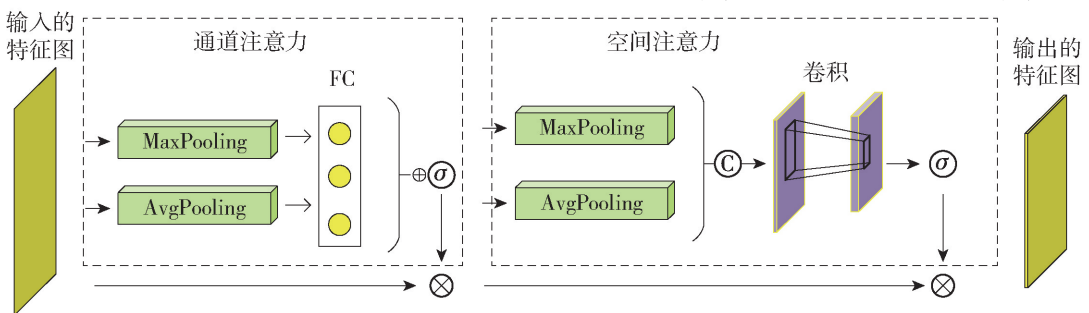 输入的
特征图
通道注意力
FC
MaxPooling
AvgPooling
σ
空间注意力
MaxPooling
AvgPooling
C
卷积
σ
输出的
特征图